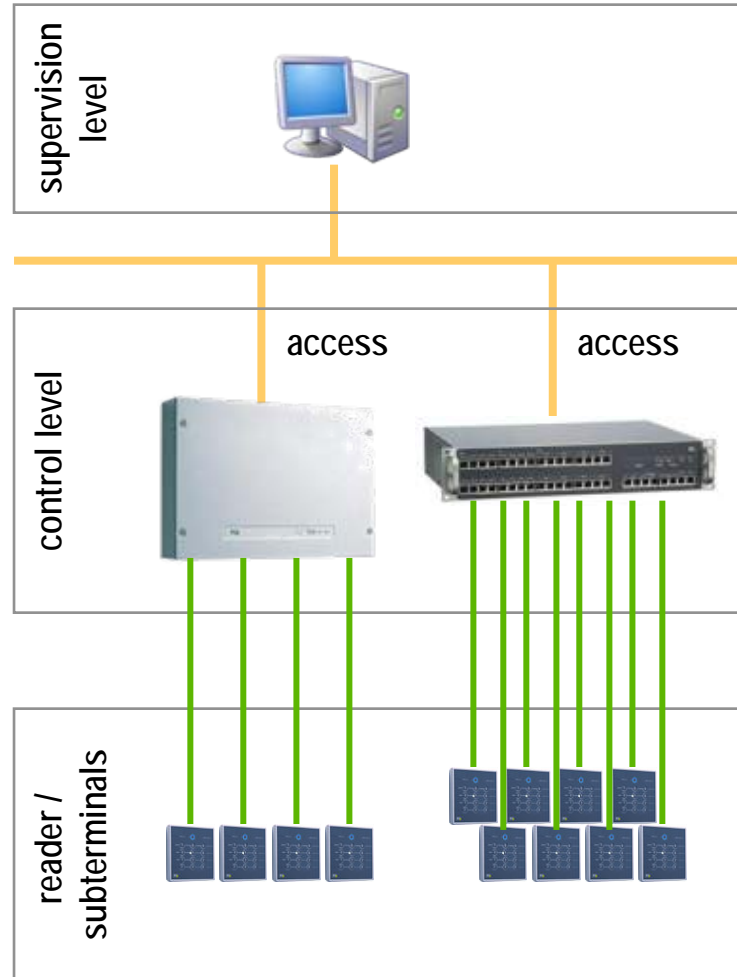 supervision
level
access
access
control level
reader /
subterminals